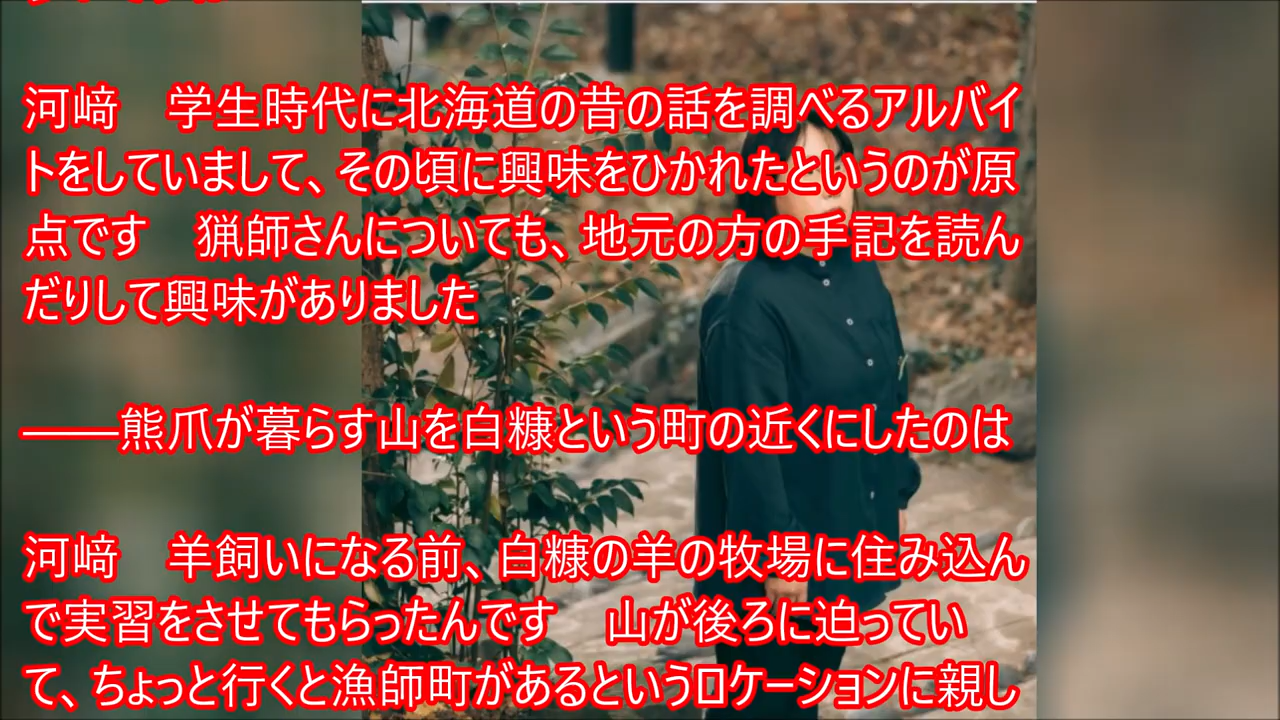 河﨑　学生時代に北海道の昔の話を調べるアルバイ
トをしていまして、その頃に興味をひかれたというのが原
点です　猟師さんについても、地元の方の手記を読ん
だりして興味がありました
――熊爪が暮らす山を白糠という町の近くにしたのは
河﨑　羊飼いになる前、白糠の羊の牧場に住み込ん
で実習をさせてもらったんです　山が後ろに迫ってい
て、ちょっと行くと漁師町があるというロケーションに親し